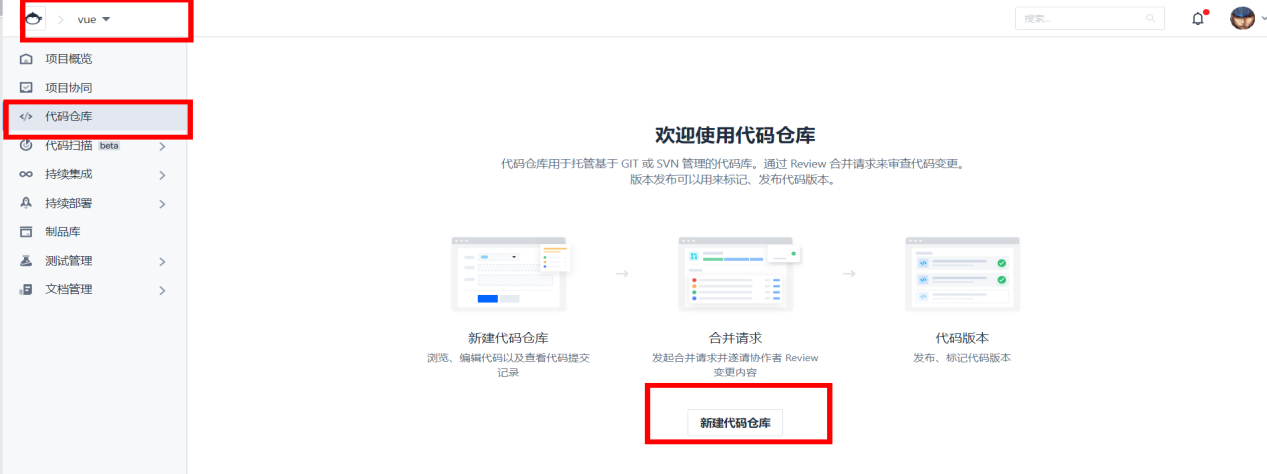 vue
搜索...
项目概览
项目协同
代码仓库
代码扫描 beta
持续集成
持续部署
制品库
测试管理
文档管理
欢迎使用代码仓库
代码仓库用于托管基于 GIT 或 SVN 管理的代码库。通过 Review 合并请求来审查代码变更。
版本发布可以用来标记、发布代码版本。
新建代码仓库
浏览、编辑代码以及查看代码提交
记录
合并请求
发起合并请求并邀请协作者 Review
变更内容
代码版本
发布、标记代码版本
新建代码仓库